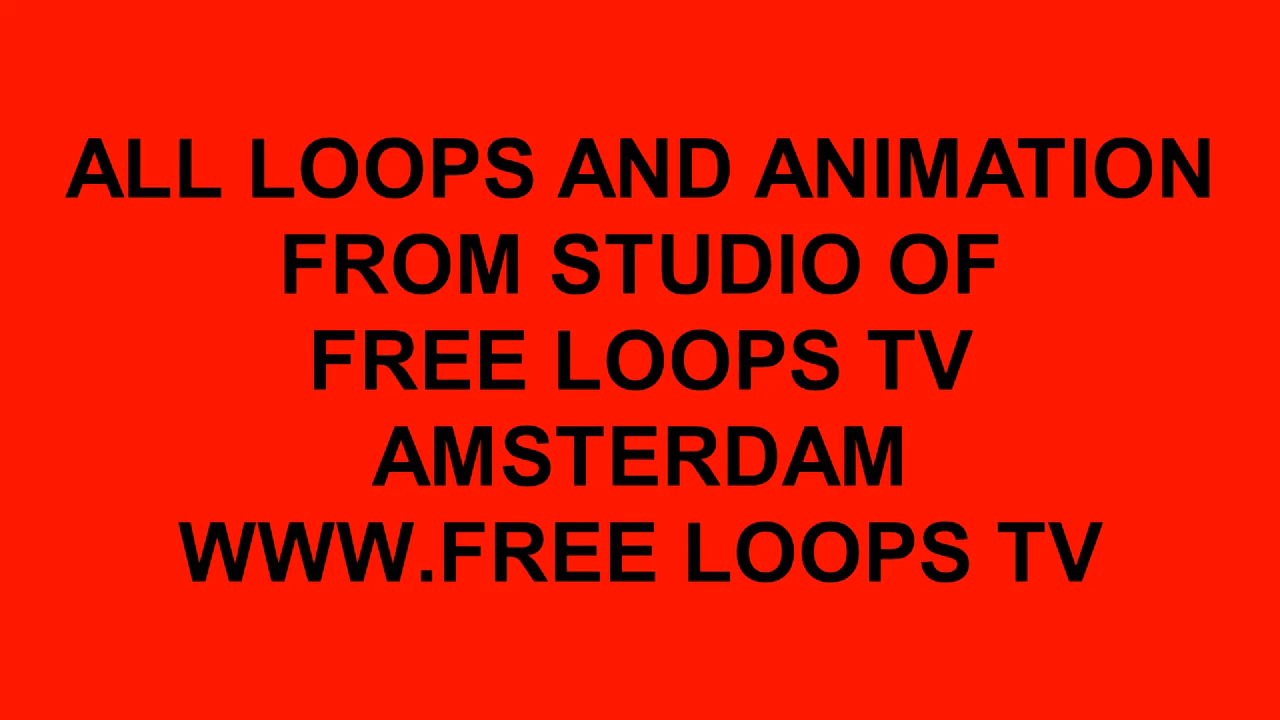 ALL LOOPS AND ANIMATION
FROM STUDIO OF
FREE LOOPS TV
AMSTERDAM
WWW.FREE LOOPS TV